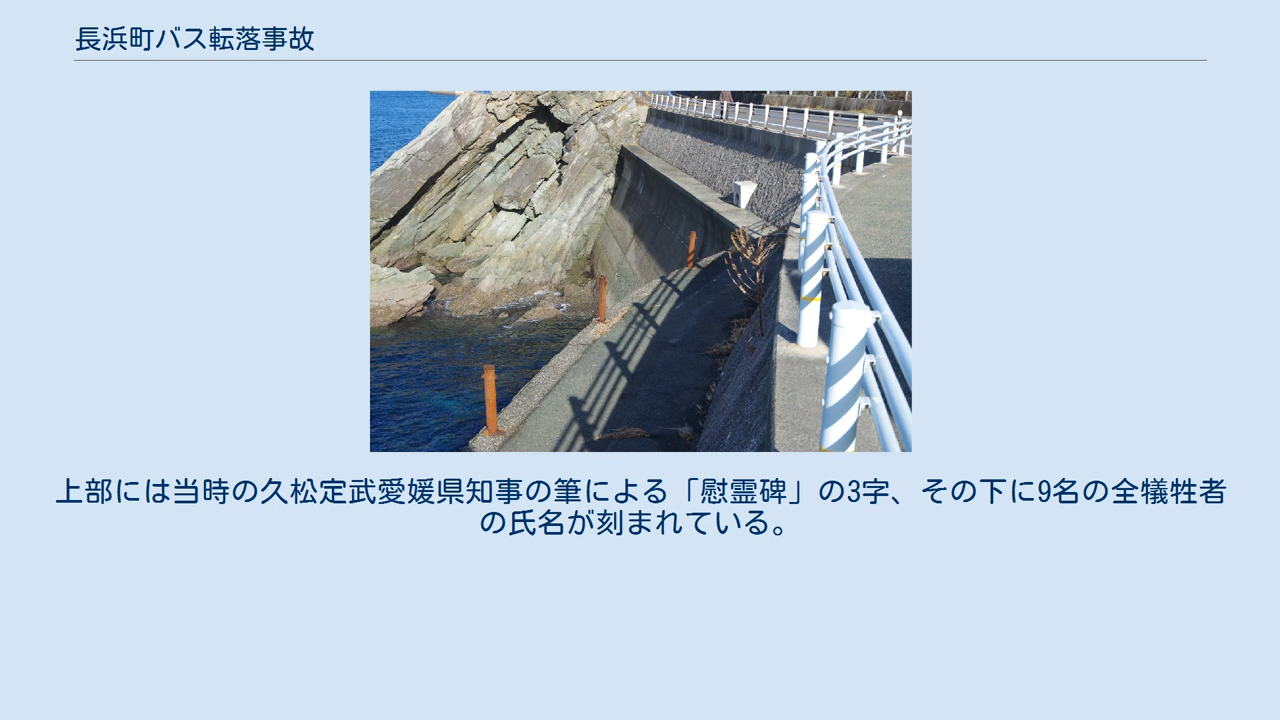 長浜町バス転落事故
上部には当時の久松定武愛媛県知事の筆による「慰霊碑」の3字、その下に9名の全犠牲者
の氏名が刻まれている。